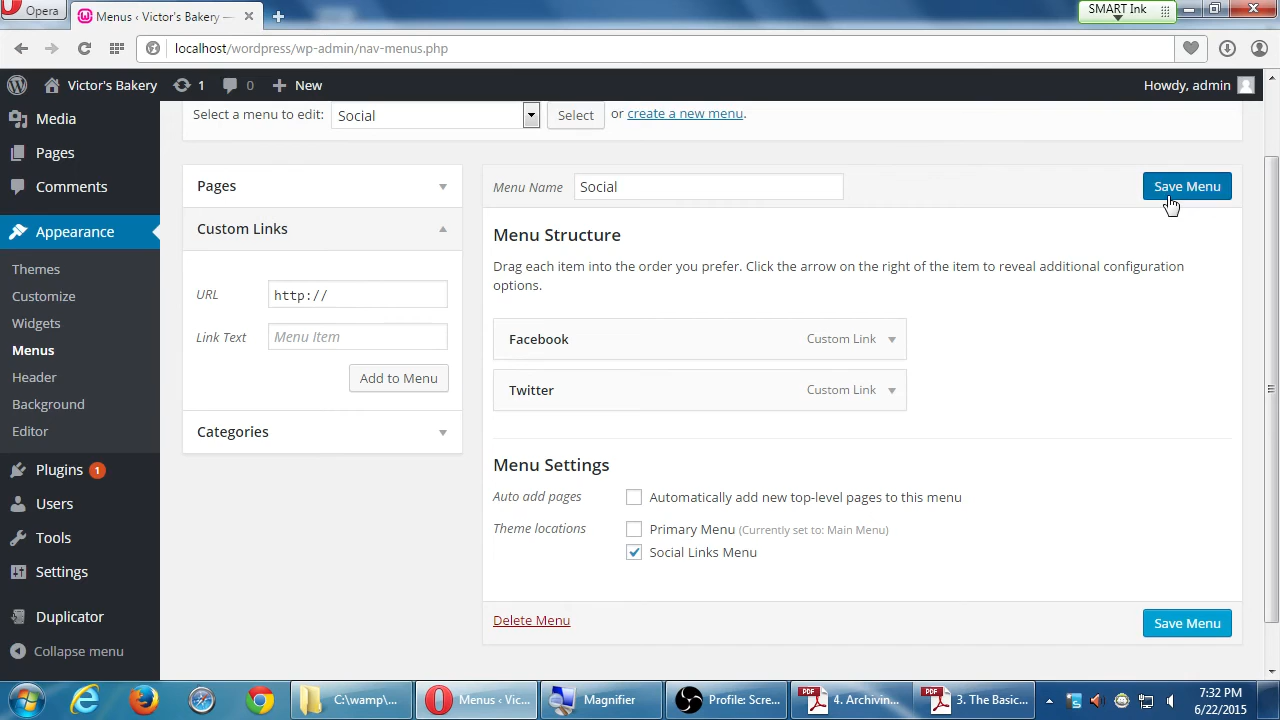 Opera
Menus ‹ Victor's Bakery —
SMART Ink
localhost/wordpress/wp-admin/nav-menus.php
Victor's Bakery
1
0
New
Howdy, admin
Media
Pages
Comments
Appearance
Themes
Customize
Widgets
Menus
Header
Background
Editor
Plugins 1
Users
Tools
Settings
Duplicator
Collapse menu
Select a menu to edit: Social Select or create a new menu.
Pages
Custom Links
URL http://
Link Text Menu Item
Add to Menu
Categories
Menu Name Social Save Menu
Menu Structure
Drag each item into the order you prefer. Click the arrow on the right of the item to reveal additional configuration
options.
Facebook Custom Link
Twitter Custom Link
Menu Settings
Auto add pages Automatically add new top-level pages to this menu
Theme locations Primary Menu (Currently set to: Main Menu)
Social Links Menu
Delete Menu Save Menu
C:\wamp\... Menus ‹ Vic... Magnifier Profile: Scre... PDF 4. Archivin... PDF 3. The Basic...
7:32 PM
6/22/2015